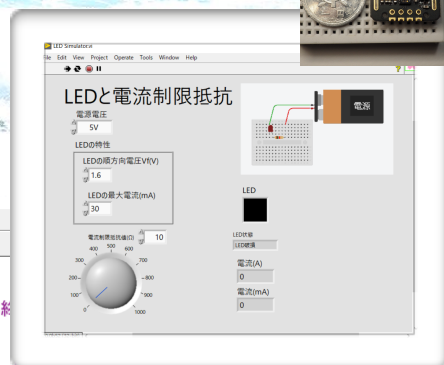 LED Simulator.vi
File Edit View Project Operate Tools Window Help
LEDと電流制限抵抗
電源電圧
5V
LEDの特性
LEDの順方向電圧Vf(V)
1.6
LEDの最大電流(mA)
30
電流制限抵抗値(Ω) 10
0 100 200 300 400 500 600 700 800 900 1000
電源
LED
LED状態
LED破損
電流(A)
0
電流(mA)
0